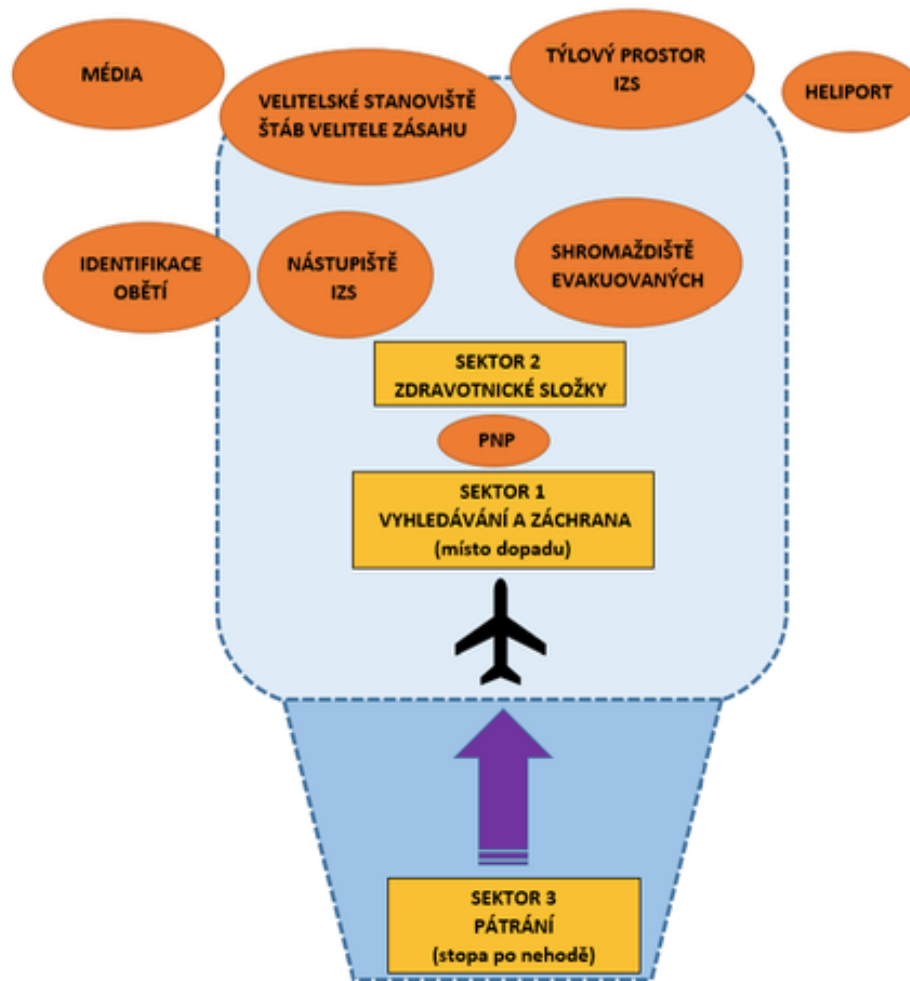 MÉDIA
VELITELSKÉ STANOVIŠTĚ
ŠTÁB VELITELE ZÁSAHU
TÝLOVÝ PROSTOR
IZS
HELIPORT
IDENTIFIKACE
OBĚTÍ
NÁSTUPIŠTĚ
IZS
SHROMAŽDIŠTĚ
EVAKUOVANÝCH
SEKTOR 2
ZDRAVOTNICKÉ SLOŽKY
PNP
SEKTOR 1
VYHLEDÁVÁNÍ A ZÁCHRANA
(místo dopadu)
SEKTOR 3
PÁTRÁNÍ
(stopa po nehodě)